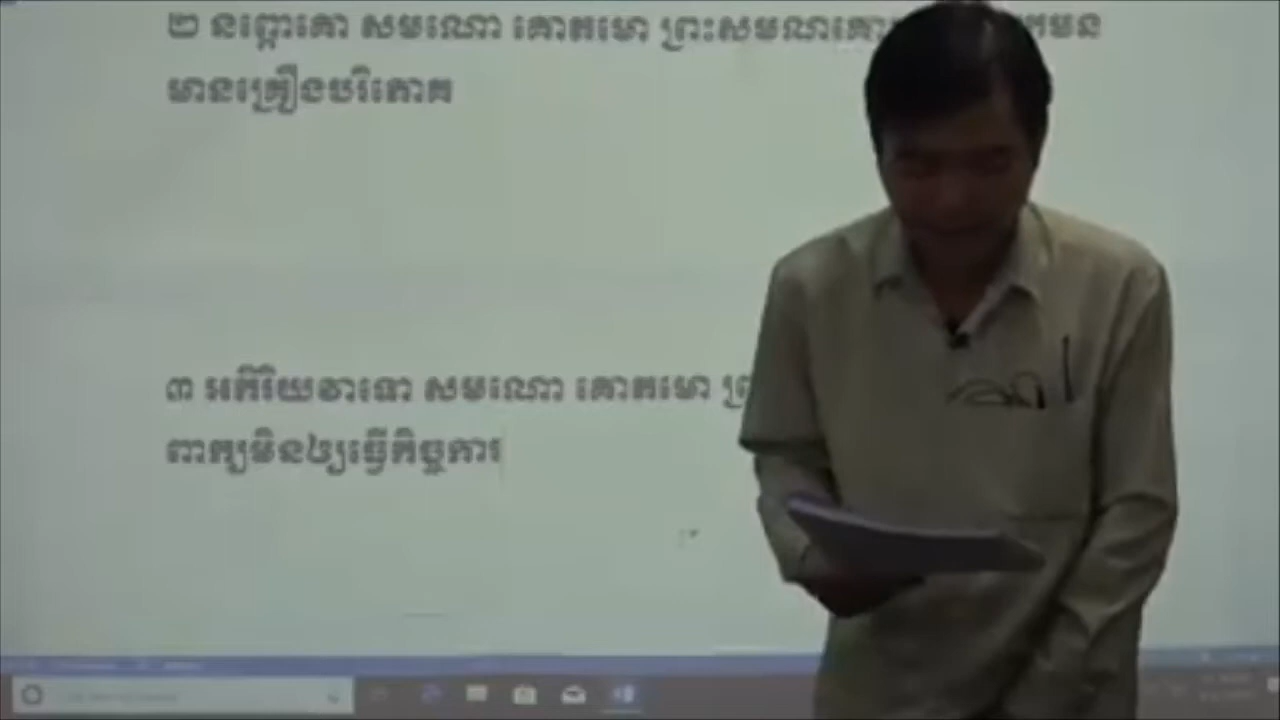 ២ នព្ភោគោ សមណោ គោតមោ ព្រះសមណគោ
មានគ្រឿងបរិភោគ
៣ អកិរិយវាទោ សមណោ គោតមោ ព្រ
ពាក្យមិនឲ្យធ្វើកិច្ចការ